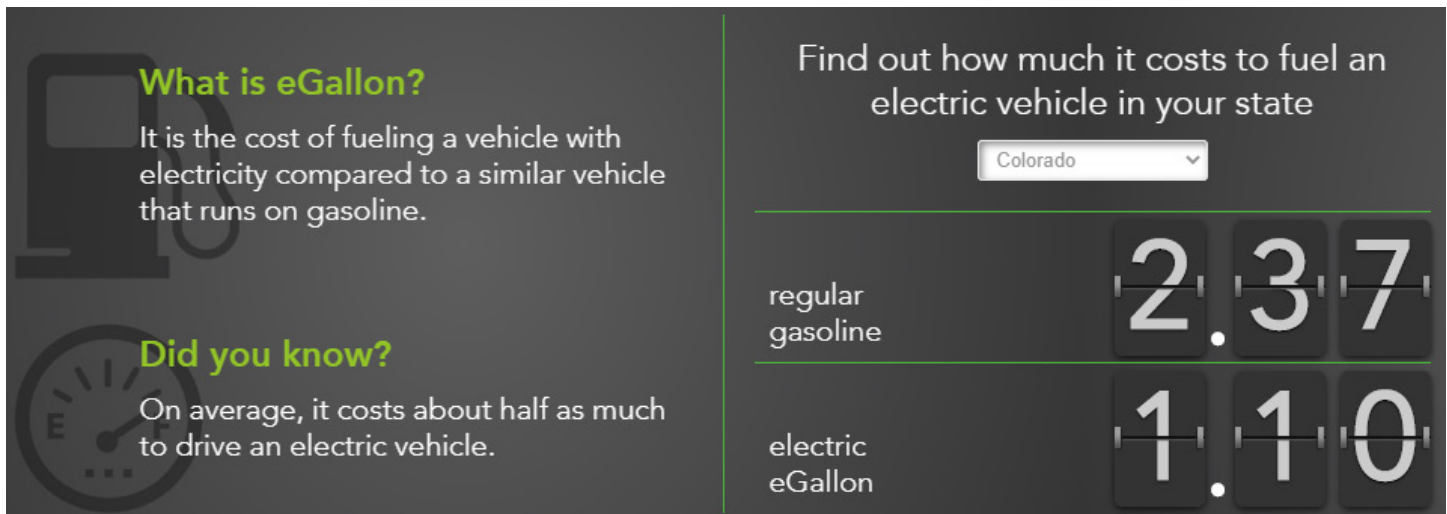 What is eGallon?
It is the cost of fueling a vehicle with
electricity compared to a similar vehicle
that runs on gasoline.
Did you know?
On average, it costs about half as much
to drive an electric vehicle.
E
F
Find out how much it costs to fuel an
electric vehicle in your state
Colorado
regular
gasoline
2.37
electric
eGallon
1.10